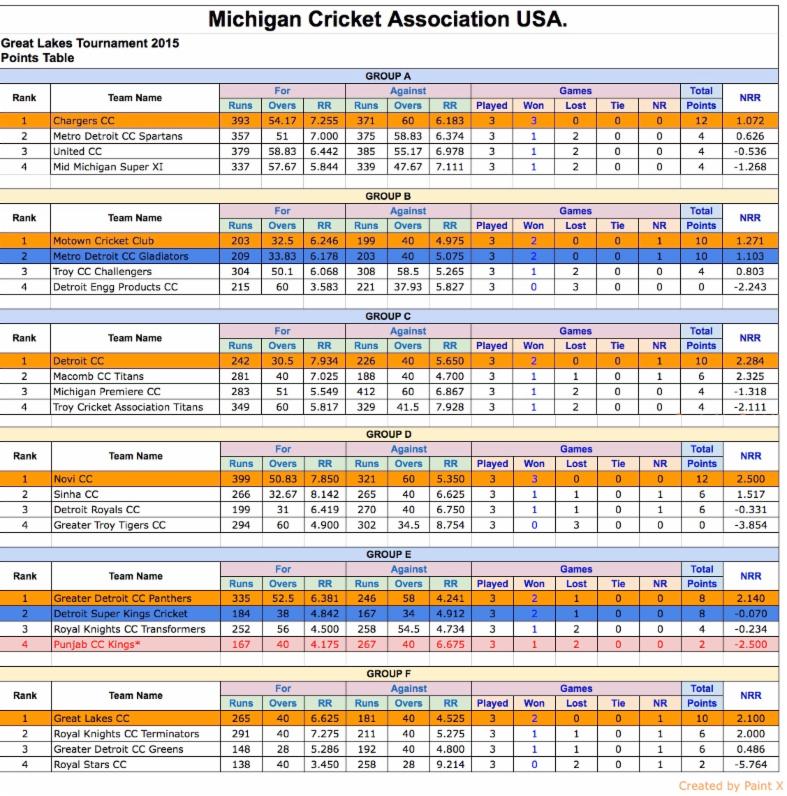 Michigan Cricket Association USA.
Great Lakes Tournament 2015
Points Table
GROUP A
Rank Team Name For Against Games Total Points NRR
Runs Overs RR Runs Overs RR Played Won Lost Tie NR
1 Chargers CC 393 54.17 7.255 371 60 6.183 3 3 0 0 0 12 1.072
2 Metro Detroit CC Spartans 357 51 7.000 375 58.83 6.374 3 1 2 0 0 4 0.626
3 United CC 379 58.83 6.442 385 55.17 6.978 3 1 2 0 0 4 -0.536
4 Mid Michigan Super XI 337 57.67 5.844 339 47.67 7.111 3 1 2 0 0 4 -1.268
GROUP B
Rank Team Name For Against Games Total Points NRR
Runs Overs RR Runs Overs RR Played Won Lost Tie NR
1 Motown Cricket Club 203 32.5 6.246 199 40 4.975 3 2 0 0 1 10 1.271
2 Metro Detroit CC Gladiators 209 33.83 6.178 203 40 5.075 3 2 0 0 1 10 1.103
3 Troy CC Challengers 304 50.1 6.068 308 58.5 5.265 3 1 2 0 0 4 0.803
4 Detroit Engg Products CC 215 60 3.583 221 37.93 5.827 3 0 3 0 0 0 -2.243
GROUP C
Rank Team Name For Against Games Total Points NRR
Runs Overs RR Runs Overs RR Played Won Lost Tie NR
1 Detroit CC 242 30.5 7.934 226 40 5.650 3 2 0 0 1 10 2.284
2 Macomb CC Titans 281 40 7.025 188 40 4.700 3 1 1 0 1 6 2.325
3 Michigan Premiere CC 283 51 5.549 412 60 6.867 3 1 2 0 0 4 -1.318
4 Troy Cricket Association Titans 349 60 5.817 329 41.5 7.928 3 1 2 0 0 4 -2.111
GROUP D
Rank Team Name For Against Games Total Points NRR
Runs Overs RR Runs Overs RR Played Won Lost Tie NR
1 Novi CC 399 50.83 7.850 321 60 5.350 3 3 0 0 0 12 2.500
2 Sinha CC 266 32.67 8.142 265 40 6.625 3 1 1 0 1 6 1.517
3 Detroit Royals CC 199 31 6.419 270 40 6.750 3 1 1 0 1 6 -0.331
4 Greater Troy Tigers CC 294 60 4.900 302 34.5 8.754 3 0 3 0 0 0 -3.854
GROUP E
Rank Team Name For Against Games Total Points NRR
Runs Overs RR Runs Overs RR Played Won Lost Tie NR
1 Greater Detroit CC Panthers 335 52.5 6.381 246 58 4.241 3 2 1 0 0 8 2.140
2 Detroit Super Kings Cricket 184 38 4.842 167 34 4.912 3 2 1 0 0 8 -0.070
3 Royal Knights CC Transformers 252 56 4.500 258 54.5 4.734 3 1 2 0 0 4 -0.234
4 Punjab CC Kings* 167 40 4.175 267 40 6.675 3 1 2 0 0 2 -2.500
GROUP F
Rank Team Name For Against Games Total Points NRR
Runs Overs RR Runs Overs RR Played Won Lost Tie NR
1 Great Lakes CC 265 40 6.625 181 40 4.525 3 2 0 0 1 10 2.100
2 Royal Knights CC Terminators 291 40 7.275 211 40 5.275 3 1 1 0 1 6 2.000
3 Greater Detroit CC Greens 148 28 5.286 192 40 4.800 3 1 1 0 1 6 0.486
4 Royal Stars CC 138 40 3.450 258 28 9.214 3 0 2 0 1 2 -5.764
Created by Paint X